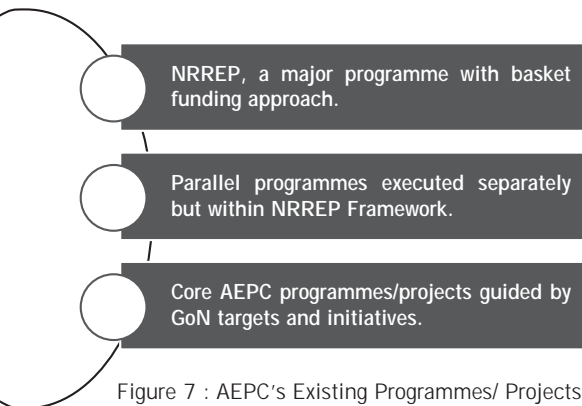 NRREP, a major programme with basket
funding approach.
Parallel programmes executed separately
but within NRREP Framework.
Core AEPC programmes/projects guided by
GoN targets and initiatives.
Figure 7 : AEPC's Existing Programmes/ Projects